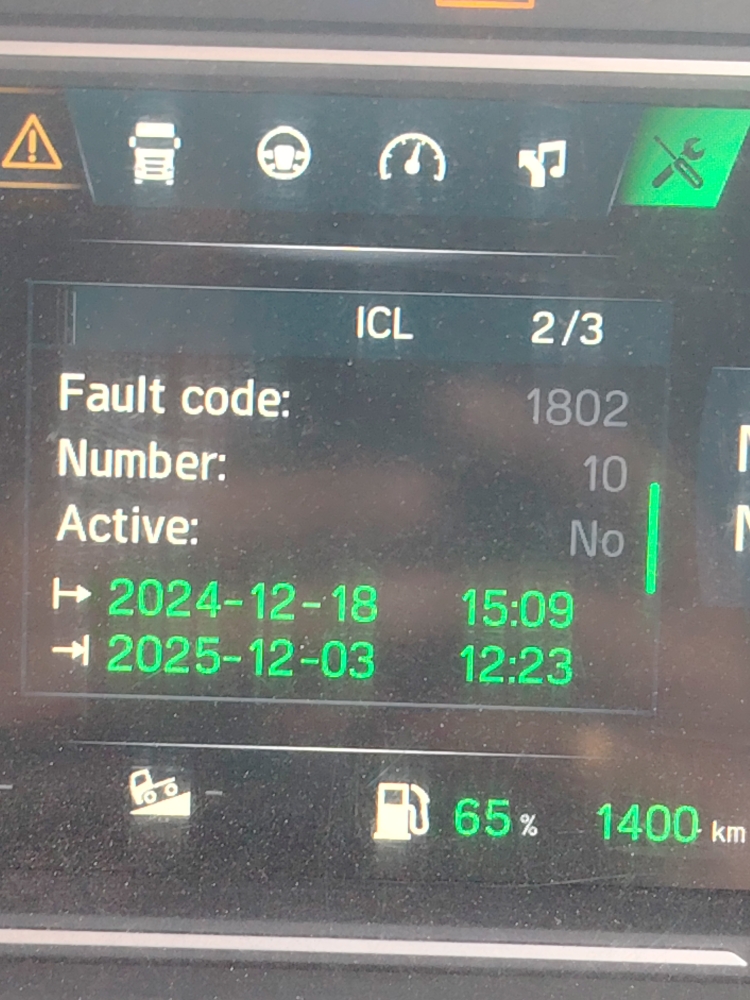 ICL 2/3
Fault code: 1802
Number: 10
Active: No
2024-12-18 15:09
2025-12-03 12:23
65 % 1400 km